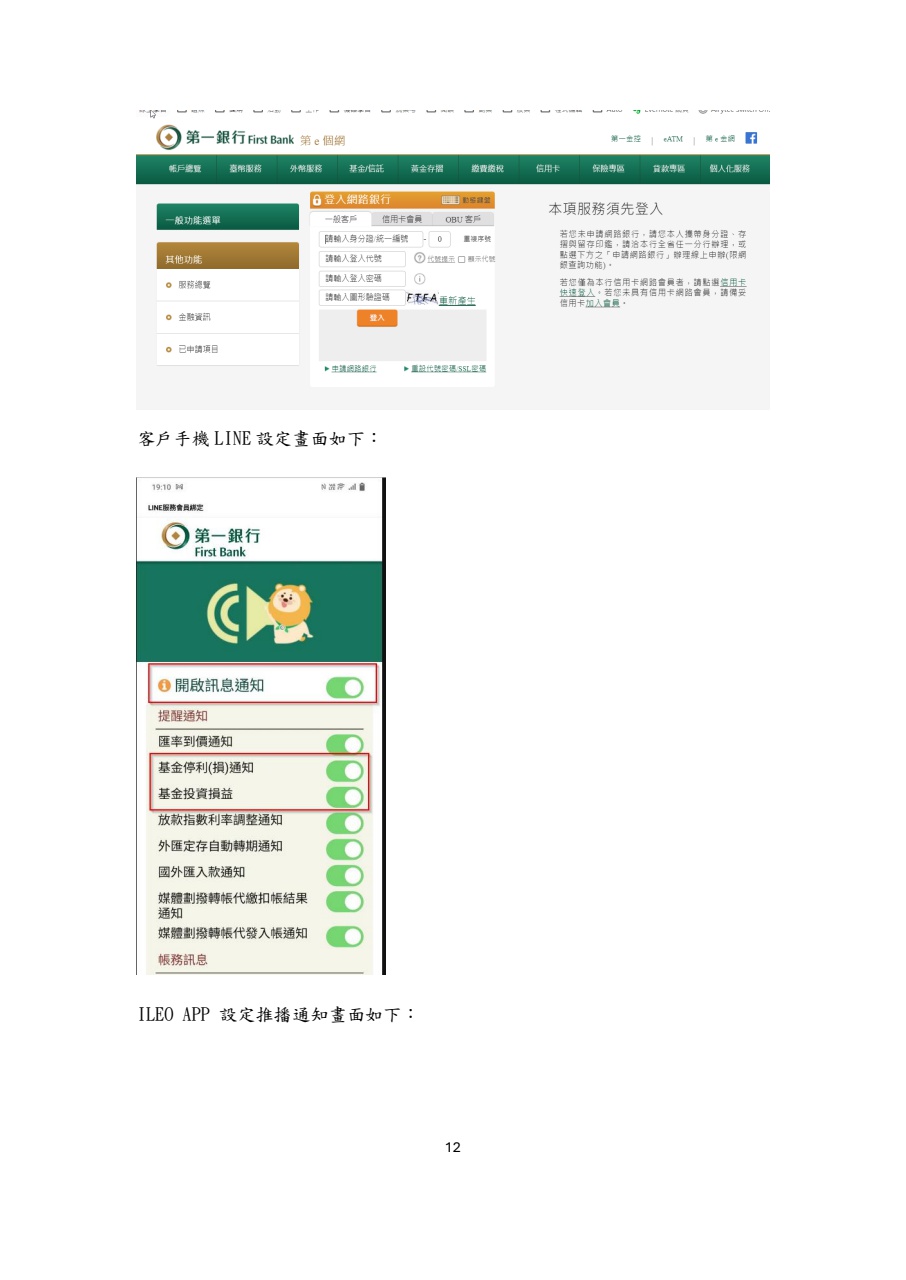 第一銀行 First Bank 第e個網
第一金控 | eATM | 第e金網
帳戶總覽 臺幣服務 外幣服務 基金/信託 黃金存摺 繳費繳稅 信用卡 保險專區 貸款專區 個人化服務
一般功能選單
其他功能
服務總覽
金融資訊
已申請項目
登入網路銀行 動態鍵盤
一般客戶 信用卡會員 OBU 客戶
請輸入身分證/統一編號 - 0 重複序號
請輸入登入代號 代號提示 顯示代號
請輸入登入密碼
請輸入圖形驗證碼 重新產生
登入
申請網路銀行 重設代號密碼/SSL密碼
本項服務須先登入
若您未申請網路銀行，請您本人攜帶身分證、存
摺與留存印鑑，請洽本行全省任一分行辦理，或
點選下方之「申請網路銀行」辦理線上申辦(限網
銀查詢功能)。
若您僅為本行信用卡網路會員者，請點選信用卡
快速登入。若您未具有信用卡網路會員，請備妥
信用卡加入會員。
客戶手機 LINE 設定畫面如下：
19:10
LINE服務會員綁定
第一銀行
First Bank
開啟訊息通知
提醒通知
匯率到價通知
基金停利(損)通知
基金投資損益
放款指數利率調整通知
外匯定存自動轉期通知
國外匯入款通知
媒體劃撥轉帳代繳扣帳結果
通知
媒體劃撥轉帳代發入帳通知
帳務訊息
ILEO APP 設定推播通知畫面如下：
12